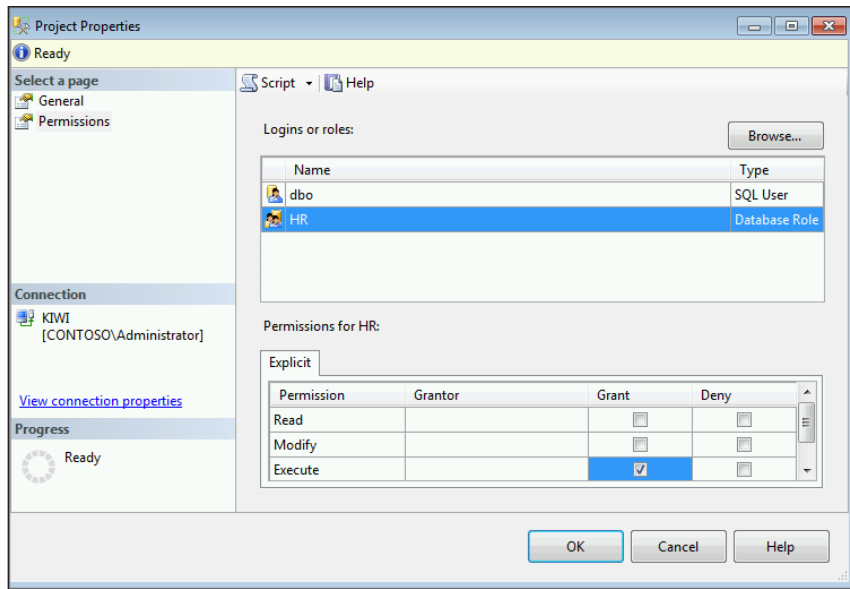 Project Properties
Ready
Select a page
General
Permissions
Script
Help
Logins or roles:
Browse...
Name Type
dbo SQL User
HR Database Role
Connection
KIWI
[CONTOSO\Administrator]
View connection properties
Progress
Ready
Permissions for HR:
Explicit
Permission Grantor Grant Deny
Read
Modify
Execute
OK Cancel Help